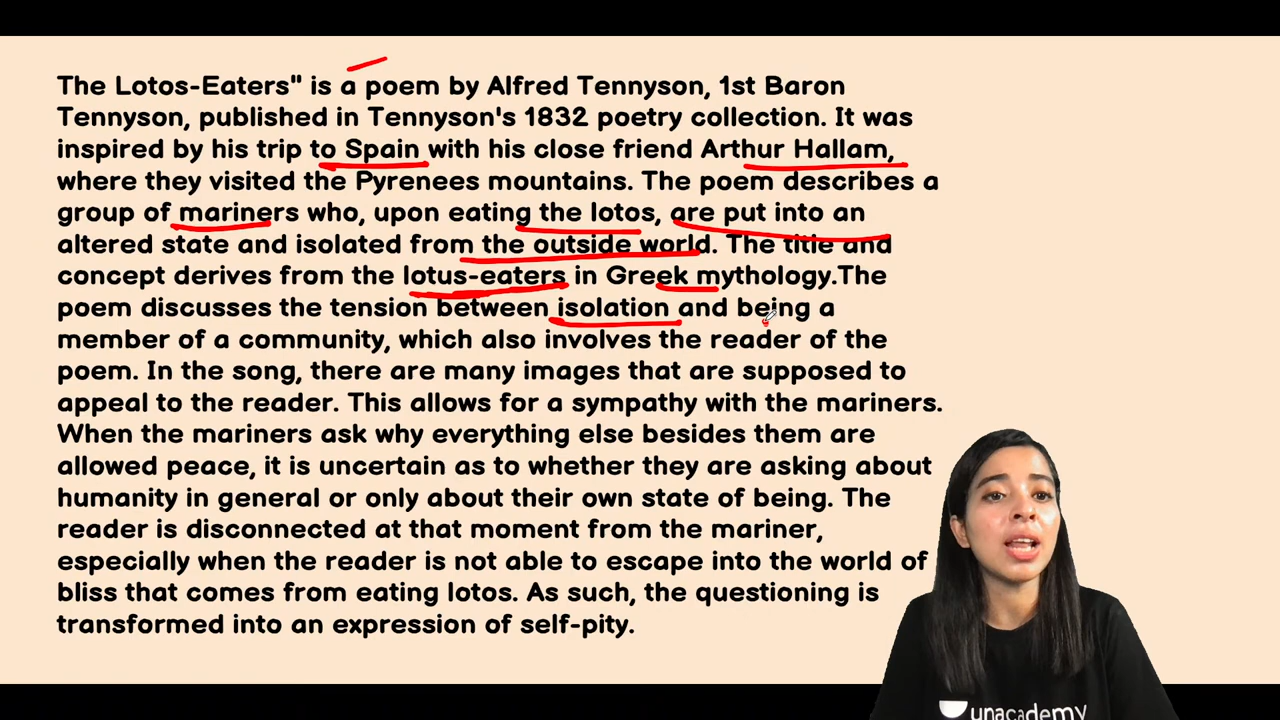 The Lotos-Eaters" is a poem by Alfred Tennyson, 1st Baron
Tennyson, published in Tennyson's 1832 poetry collection. It was
inspired by his trip to Spain with his close friend Arthur Hallam,
where they visited the Pyrenees mountains. The poem describes a
group of mariners who, upon eating the lotos, are put into an
altered state and isolated from the outside world. The title and
concept derives from the lotus-eaters in Greek mythology.The
poem discusses the tension between isolation and being a
member of a community, which also involves the reader of the
poem. In the song, there are many images that are supposed to
appeal to the reader. This allows for a sympathy with the mariners.
When the mariners ask why everything else besides them are
allowed peace, it is uncertain as to whether they are asking about
humanity in general or only about their own state of being. The
reader is disconnected at that moment from the mariner,
especially when the reader is not able to escape into the world of
bliss that comes from eating lotos. As such, the questioning is
transformed into an expression of self-pity.
unacademy